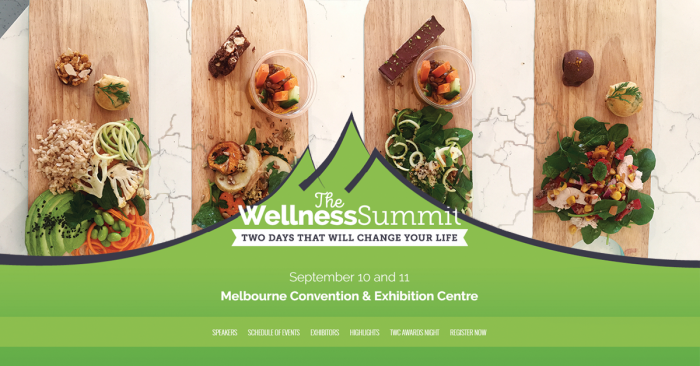 The
WellnessSummit
TWO DAYS THAT WILL CHANGE YOUR LIFE
September 10 and 11
Melbourne Convention & Exhibition Centre
SPEAKERS SCHEDULE OF EVENTS EXHIBITORS HIGHLIGHTS TWC AWARDS NIGHT REGISTER NOW